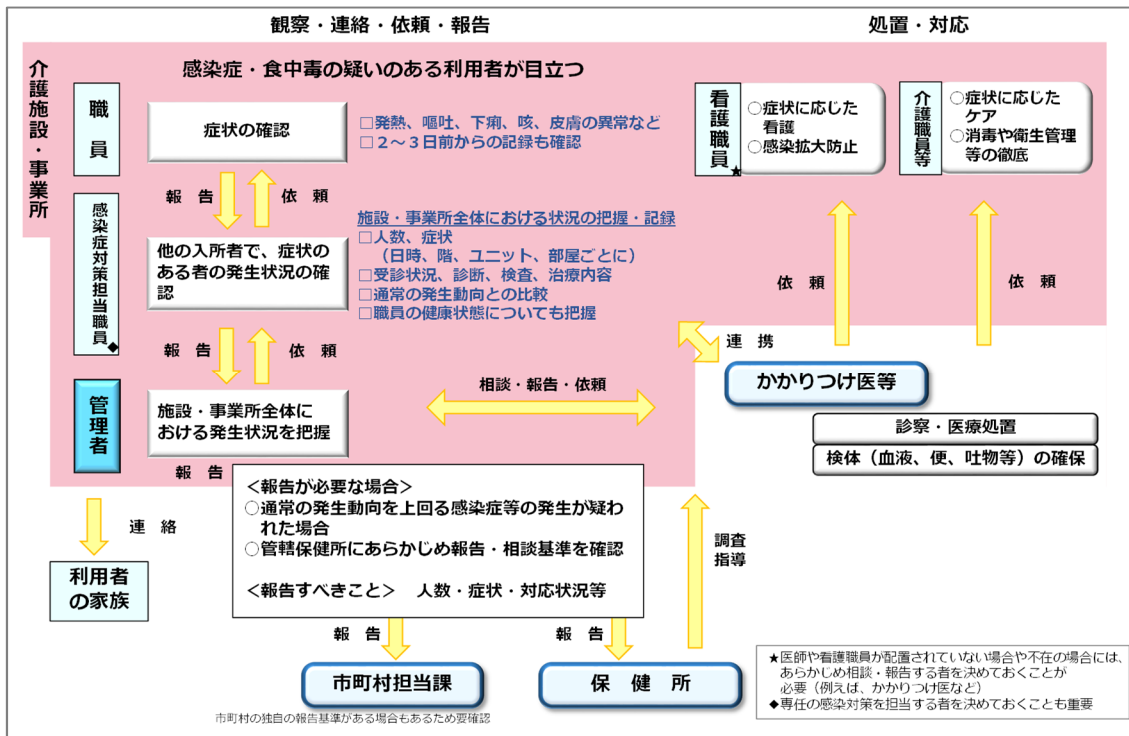 観察・連絡・依頼・報告
処置・対応
介護施設・事業所
感染症・食中毒の疑いのある利用者が目立つ
職員
症状の確認
□発熱、嘔吐、下痢、咳、皮膚の異常など
□２～３日前からの記録も確認
報告
依頼
感染症対策担当職員◆
他の入所者で、症状の
ある者の発生状況の確
認
施設・事業所全体における状況の把握・記録
□人数、症状
（日時、階、ユニット、部屋ごとに）
□受診状況、診断、検査、治療内容
□通常の発生動向との比較
□職員の健康状態についても把握
報告
依頼
管理者
施設・事業所全体に
おける発生状況を把握
相談・報告・依頼
看護職員★
○症状に応じた
看護
○感染拡大防止
介護職員等
○症状に応じた
ケア
○消毒や衛生管理
等の徹底
依頼
依頼
連携
かかりつけ医等
診察・医療処置
検体（血液、便、吐物等）の確保
報告
＜報告が必要な場合＞
○通常の発生動向を上回る感染症等の発生が疑わ
れた場合
○管轄保健所にあらかじめ報告・相談基準を確認
＜報告すべきこと＞　人数・症状・対応状況等
連絡
利用者
の家族
調査
指導
報告
報告
市町村担当課
保健所
市町村の独自の報告基準がある場合もあるため要確認
★医師や看護職員が配置されていない場合や不在の場合には、
あらかじめ相談・報告する者を決めておくことが
必要（例えば、かかりつけ医など）
◆専任の感染対策を担当する者を決めておくことも重要